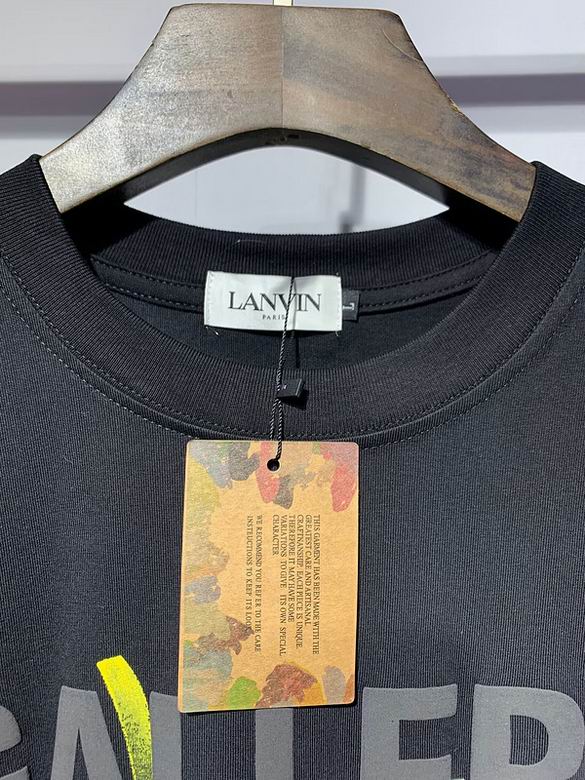 LANVIN
PARIS
L
THIS GARMENT HAS BEEN MADE WITH THE
GREATEST CARE AND ARTISANAL
CRAFTMANSHIP. EACH PIECE IS UNIQUE.
THEREFORE IT MAY HAVE SOME
VARIATIONS TO GIVE ITS OWN SPECIAL
CHARACTER
WE RECOMMEND YOU REFER TO THE CARE
INSTRUCTIONS TO KEEP ITS LOOK
GALLER